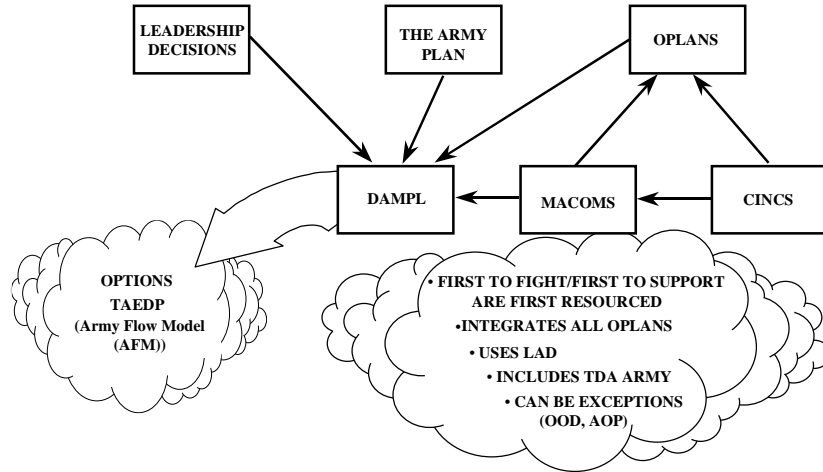 LEADERSHIP
DECISIONS
THE ARMY
PLAN
OPLANS
DAMPL
MACOMS
CINCS
OPTIONS
TAEDP
(Army Flow Model
(AFM))
• FIRST TO FIGHT/FIRST TO SUPPORT
ARE FIRST RESOURCED
•INTEGRATES ALL OPLANS
• USES LAD
• INCLUDES TDA ARMY
• CAN BE EXCEPTIONS
(OOD, AOP)